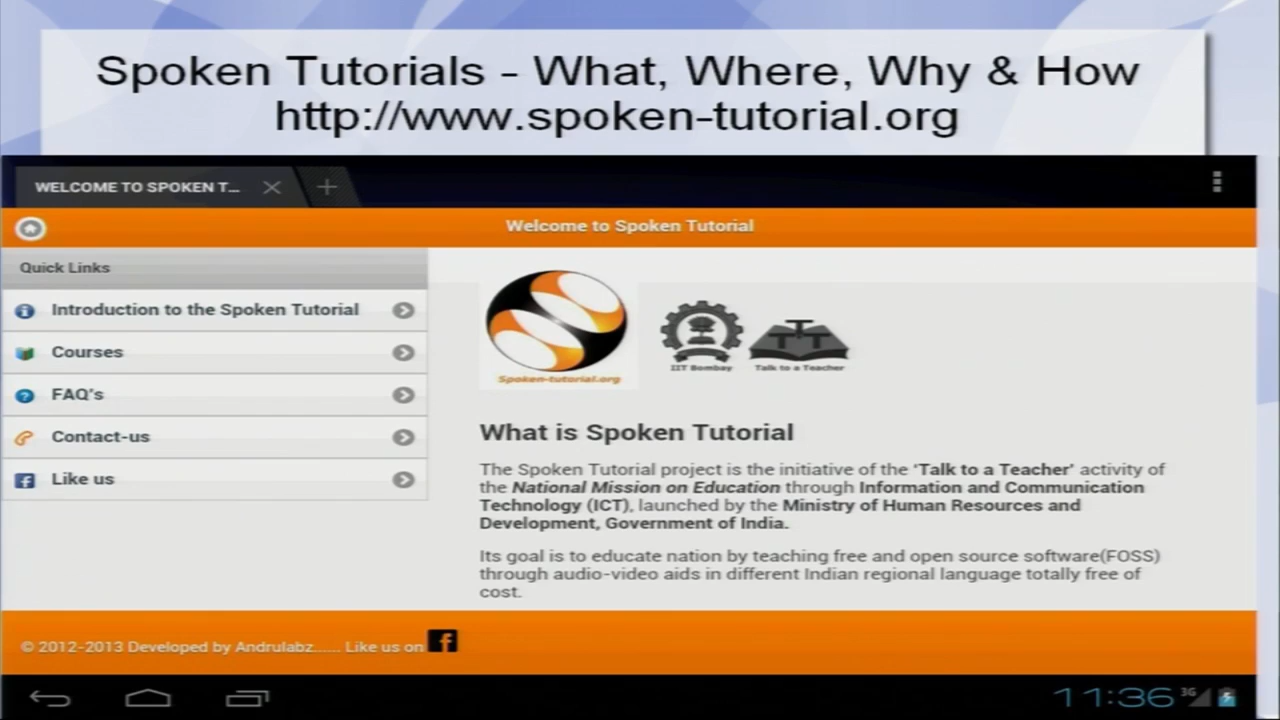 Spoken Tutorials - What, Where, Why & How
http://www.spoken-tutorial.org
WELCOME TO SPOKEN T...
Welcome to Spoken Tutorial
Quick Links
Introduction to the Spoken Tutorial
Courses
FAQ's
Contact-us
Like us
Spoken-tutorial.org
IIT Bombay
Talk to a Teacher
What is Spoken Tutorial
The Spoken Tutorial project is the initiative of the 'Talk to a Teacher' activity of
the National Mission on Education through Information and Communication
Technology (ICT), launched by the Ministry of Human Resources and
Development, Government of India.
Its goal is to educate nation by teaching free and open source software(FOSS)
through audio-video aids in different Indian regional language totally free of
cost.
© 2012-2013 Developed by Andrulabz...... Like us on f
11:36 3G